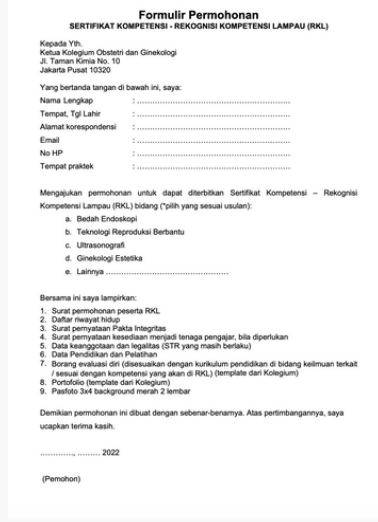 Formulir Permohonan
SERTIFIKAT KOMPETENSI - REKOGNISI KOMPETENSI LAMPAU (RKL)
Kepada Yth.
Ketua Kolegium Obstetri dan Ginekologi
Jl. Taman Kimia No. 10
Jakarta Pusat 10320
Yang bertanda tangan di bawah ini, saya:
Nama Lengkap : ............................................................
Tempat, Tgl Lahir : ............................................................
Alamat korespondensi : ............................................................
Email : ............................................................
No HP : ............................................................
Tempat praktek : ............................................................
Mengajukan permohonan untuk dapat diterbitkan Sertifikat Kompetensi – Rekognisi
Kompetensi Lampau (RKL) bidang (*pilih yang sesuai usulan):
a. Bedah Endoskopi
b. Teknologi Reproduksi Berbantu
c. Ultrasonografi
d. Ginekologi Estetika
e. Lainnya ................................................
Bersama ini saya lampirkan:
1. Surat permohonan peserta RKL
2. Daftar riwayat hidup
3. Surat pernyataan Pakta Integritas
4. Surat pernyataan kesediaan menjadi tenaga pengajar, bila diperlukan
5. Data keanggotaan dan legalitas (STR yang masih berlaku)
6. Data Pendidikan dan Pelatihan
7. Borang evaluasi diri (disesuaikan dengan kurikulum pendidikan di bidang keilmuan terkait
/ sesuai dengan kompetensi yang akan di RKL) (template dari Kolegium)
8. Portofolio (template dari Kolegium)
9. Pasfoto 3x4 background merah 2 lembar
Demikian permohonan ini dibuat dengan sebenar-benarnya. Atas pertimbangannya, saya
ucapkan terima kasih.
............., ......... 2022
(Pemohon)